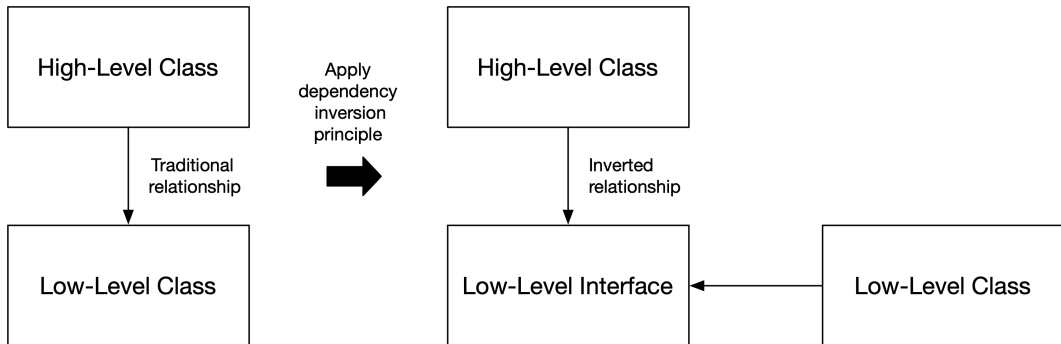 High-Level Class
Apply
dependency
inversion
principle
High-Level Class
Traditional
relationship
Inverted
relationship
Low-Level Class
Low-Level Interface
Low-Level Class